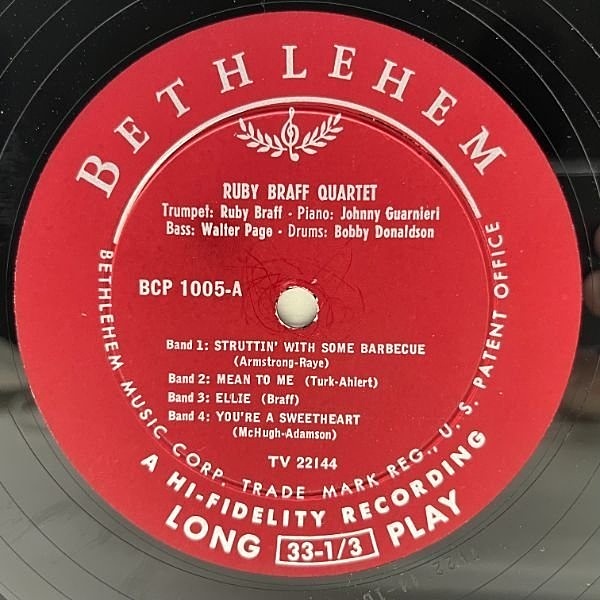 BETHLEHEM
RUBY BRAFF QUARTET
Trumpet: Ruby Braff - Piano: Johnny Guarnieri
Bass: Walter Page - Drums: Bobby Donaldson
BCP 1005-A
Band 1: STRUTTIN' WITH SOME BARBECUE
(Armstrong-Raye)
Band 2: MEAN TO ME (Turk-Ahlert)
Band 3: ELLIE (Braff)
Band 4: YOU'RE A SWEETHEART
(McHugh-Adamson)
TV 22144
BETHLEHEM MUSIC CORP. TRADE MARK REG., U. S. PATENT OFFICE
A HI-FIDELITY RECORDING
LONG 33-1/3 PLAY